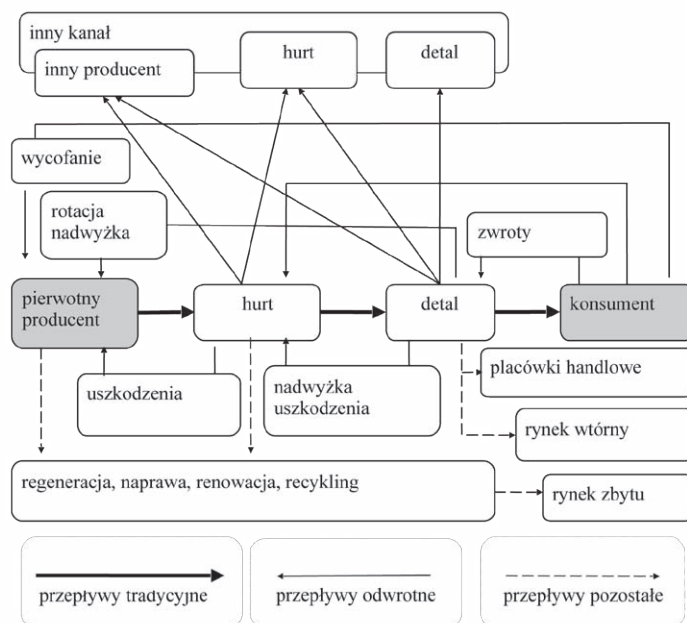 inny kanał
inny producent
hurt
detal
wycofanie
rotacja
nadwyżka
zwroty
pierwotny
producent
hurt
detal
konsument
uszkodzenia
nadwyżka
uszkodzenia
placówki handlowe
rynek wtórny
regeneracja, naprawa, renowacja, recykling
rynek zbytu
przepływy tradycyjne
przepływy odwrotne
przepływy pozostałe